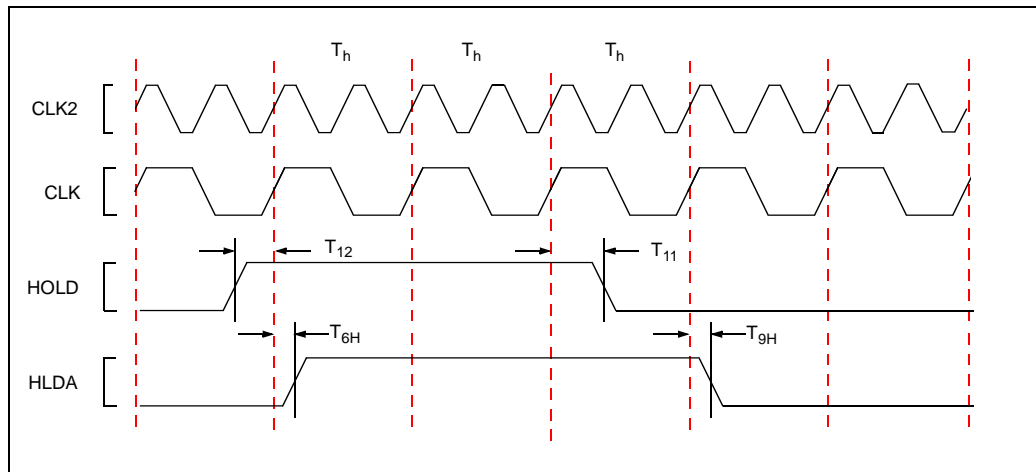 Th Th Th
CLK2
CLK
T12 T11
HOLD
T6H T9H
HLDA